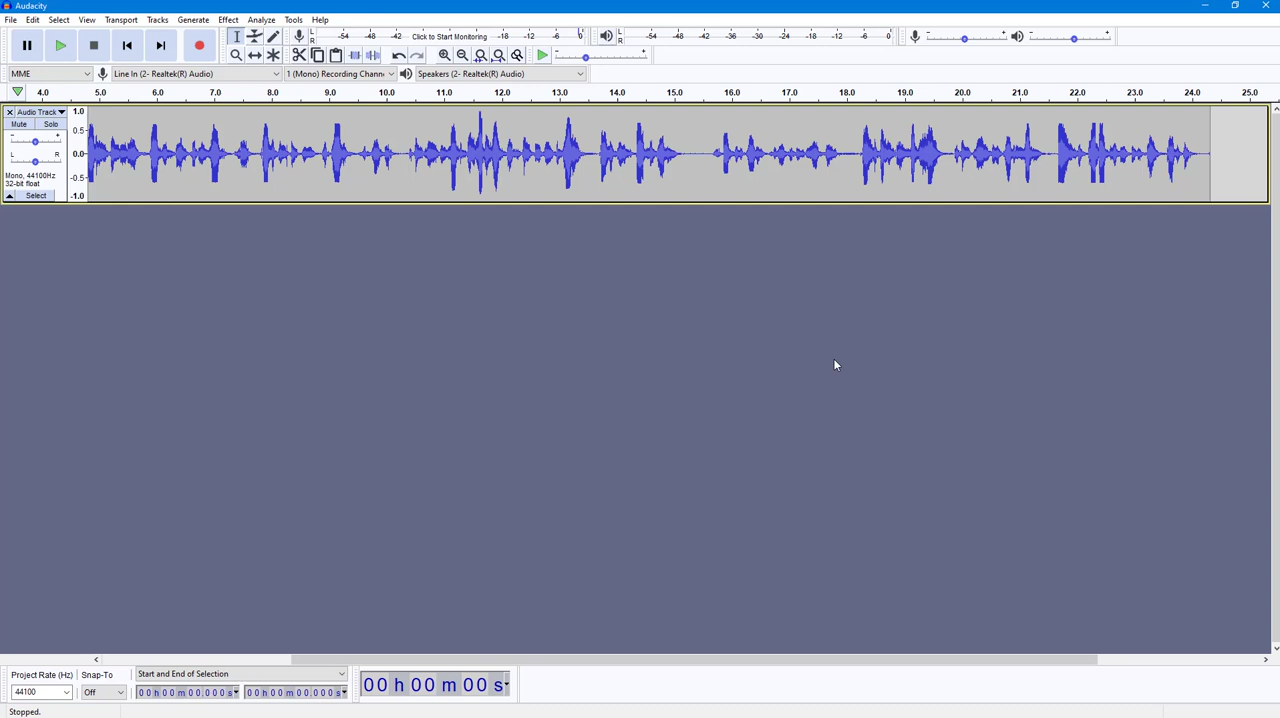 Audacity
File Edit Select View Transport Tracks Generate Effect Analyze Tools Help
L R -54 -48 -42 Click to Start Monitoring -18 -12 -6 0 L R -54 -48 -42 -36 -30 -24 -18 -12 -6 0 - + - +
- +
MME Line In (2- Realtek(R) Audio) 1 (Mono) Recording Chann Speakers (2- Realtek(R) Audio)
4.0 5.0 6.0 7.0 8.0 9.0 10.0 11.0 12.0 13.0 14.0 15.0 16.0 17.0 18.0 19.0 20.0 21.0 22.0 23.0 24.0 25.0
Audio Track 1.0
Mute Solo
- + 0.5
L R 0.0
Mono, 44100Hz -0.5
32-bit float
Select -1.0
Project Rate (Hz) Snap-To Start and End of Selection
44100 Off 00 h 00 m 00.000 s 00 h 00 m 00.000 s 00 h 00 m 00 s
Stopped.